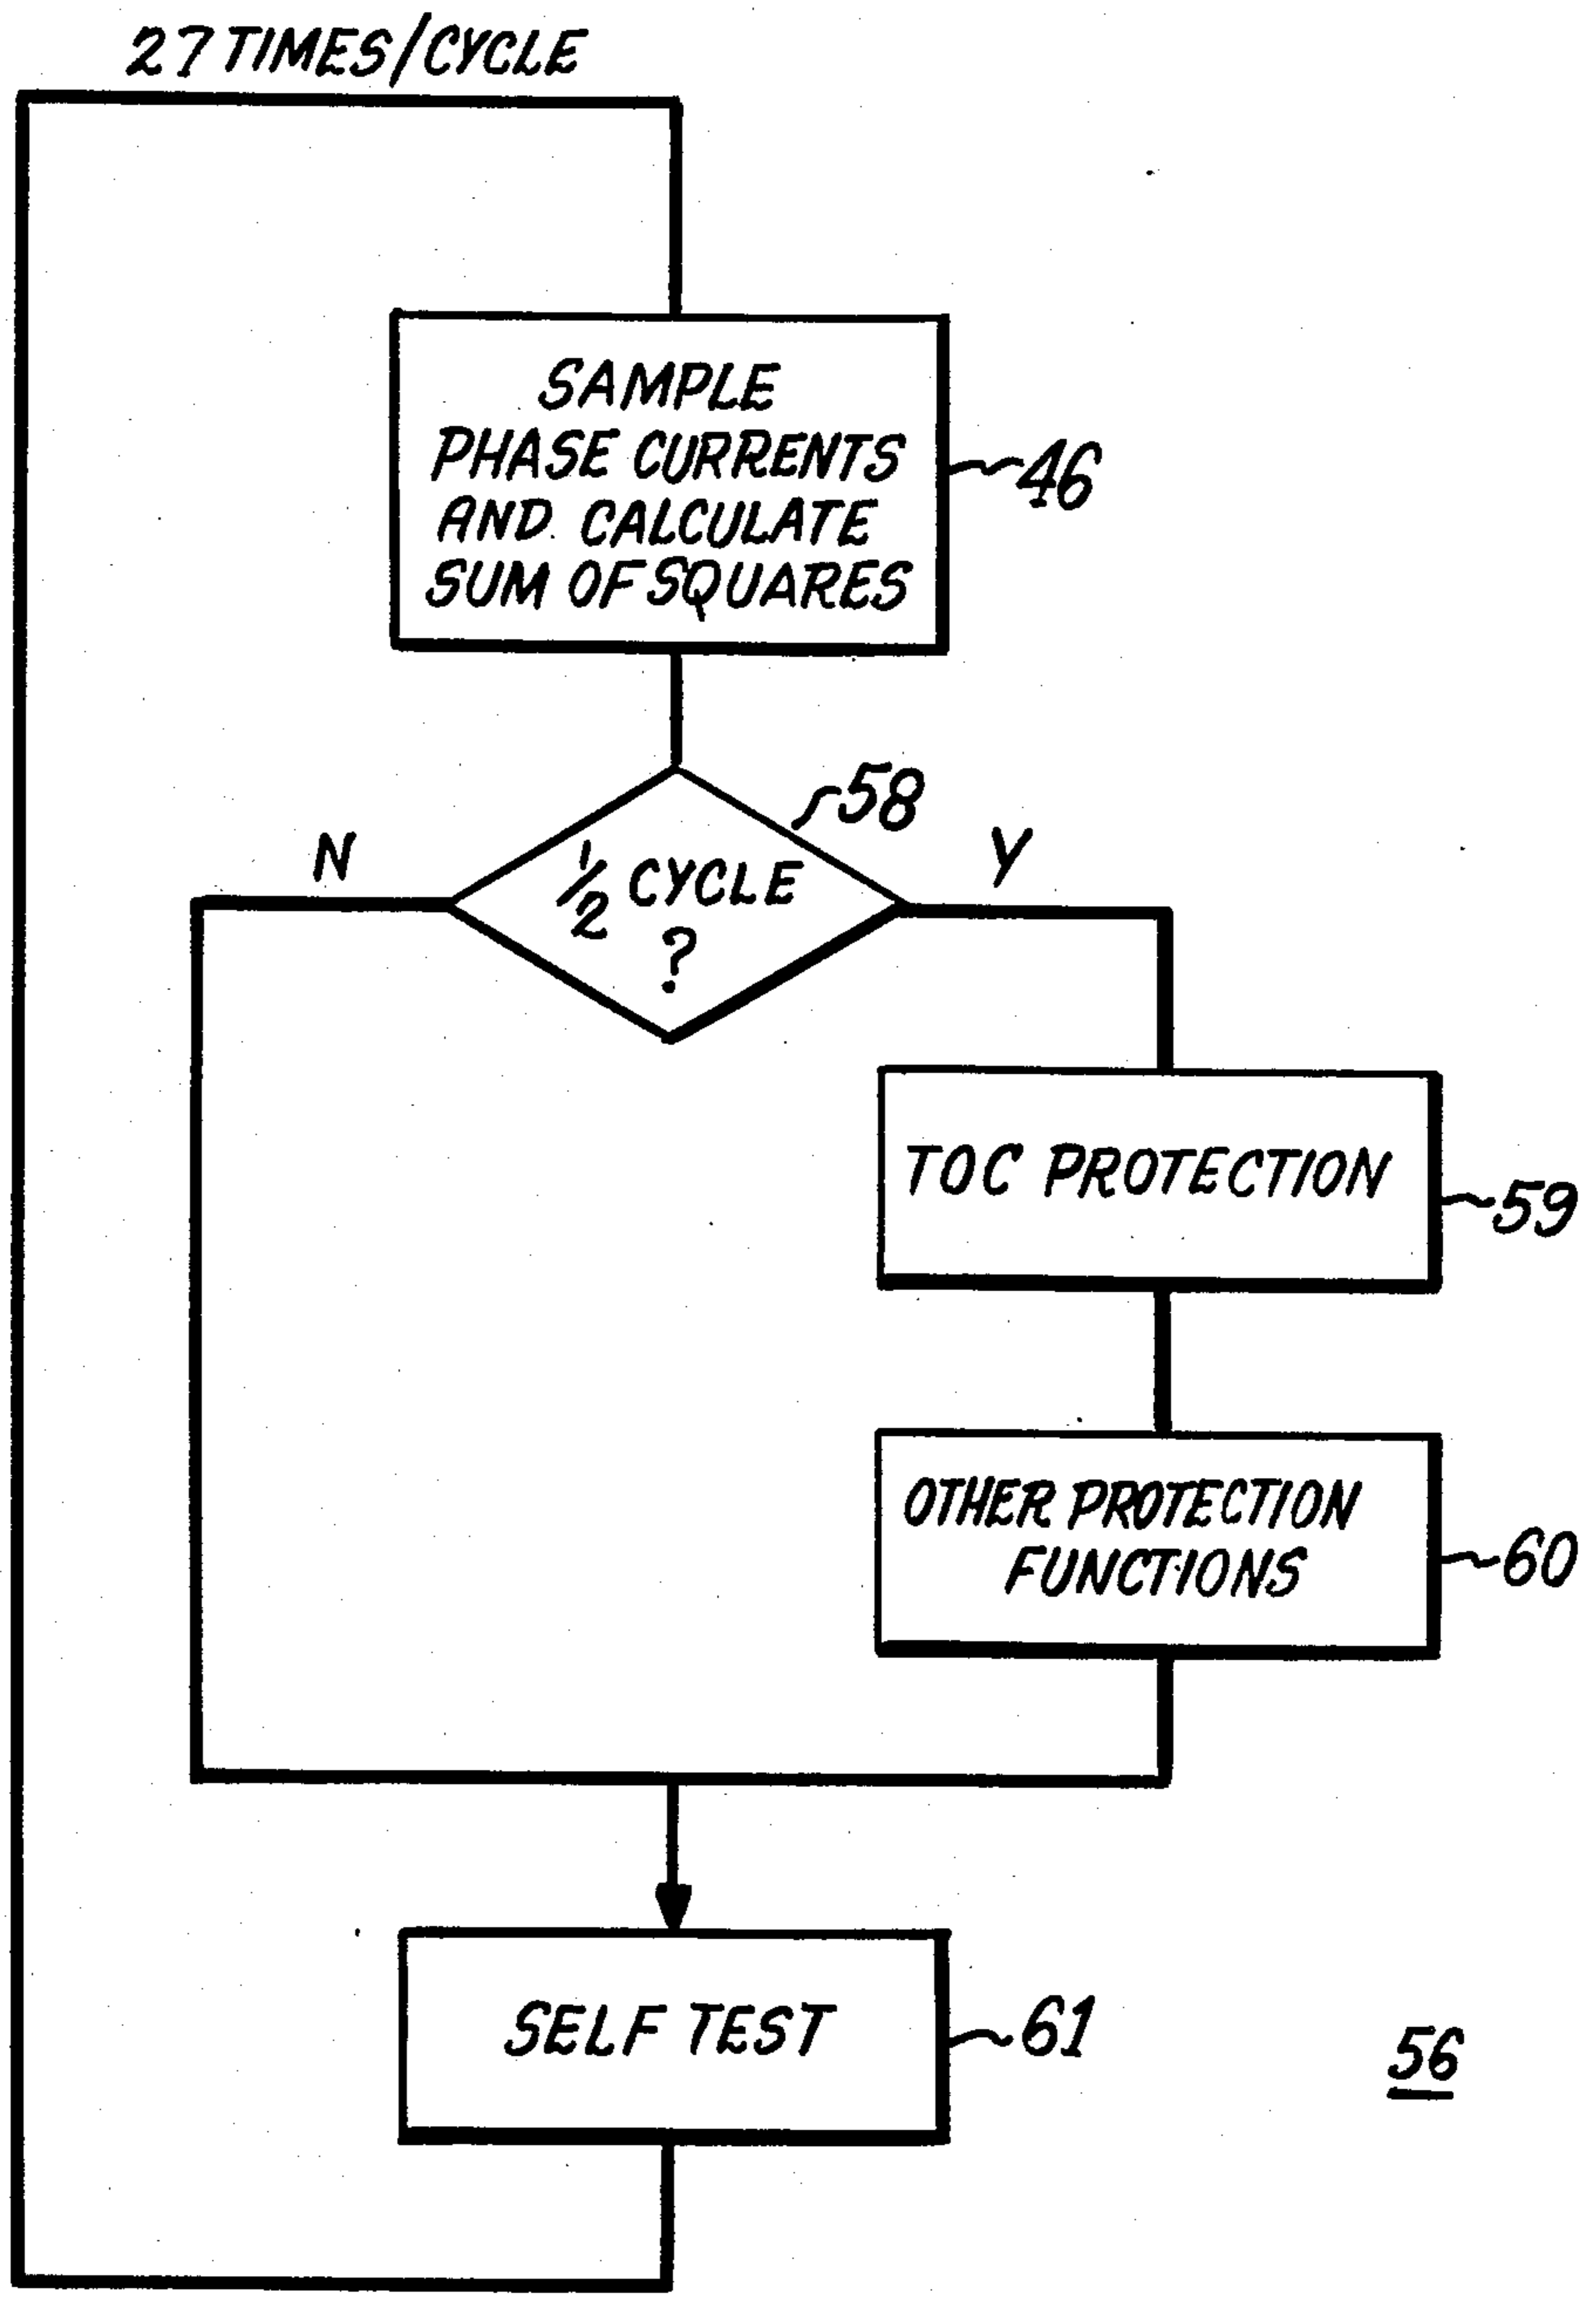 27 TIMES/CYCLE
SAMPLE
PHASE CURRENTS
AND CALCULATE
SUM OF SQUARES
46
58
N
Y
1/2 CYCLE
?
TOC PROTECTION
59
OTHER PROTECTION
FUNCTIONS
60
SELF TEST
61
56